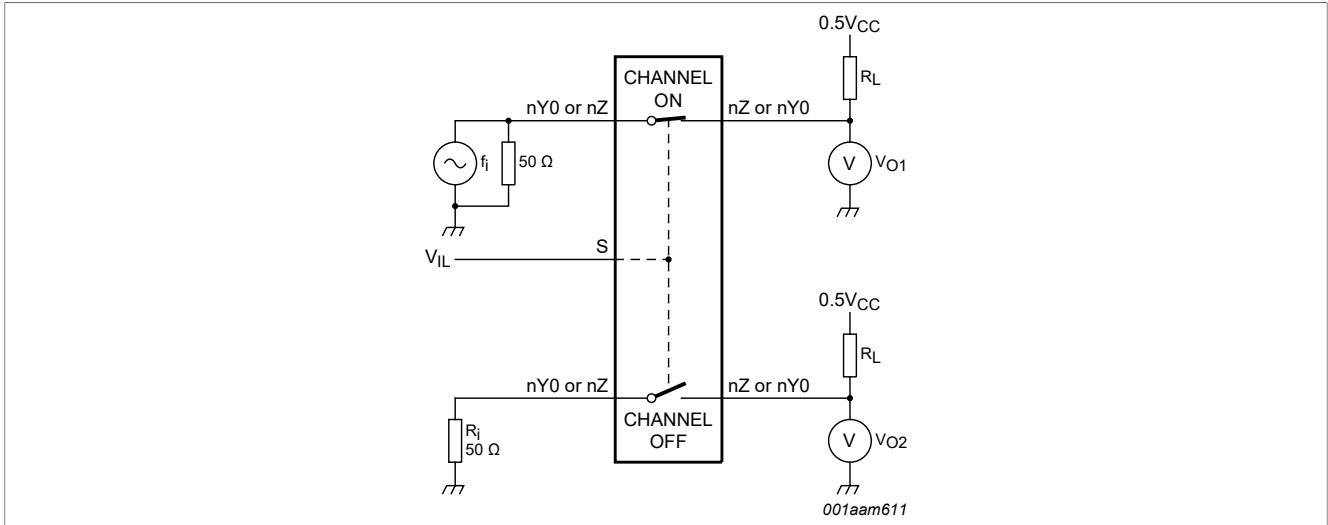 0.5VCC
CHANNEL
ON
RL
nY0 or nZ
nZ or nY0
fi
50 Ω
V
VO1
S
VIL
0.5VCC
RL
nY0 or nZ
nZ or nY0
CHANNEL
OFF
Ri
50 Ω
V
VO2
001aam611